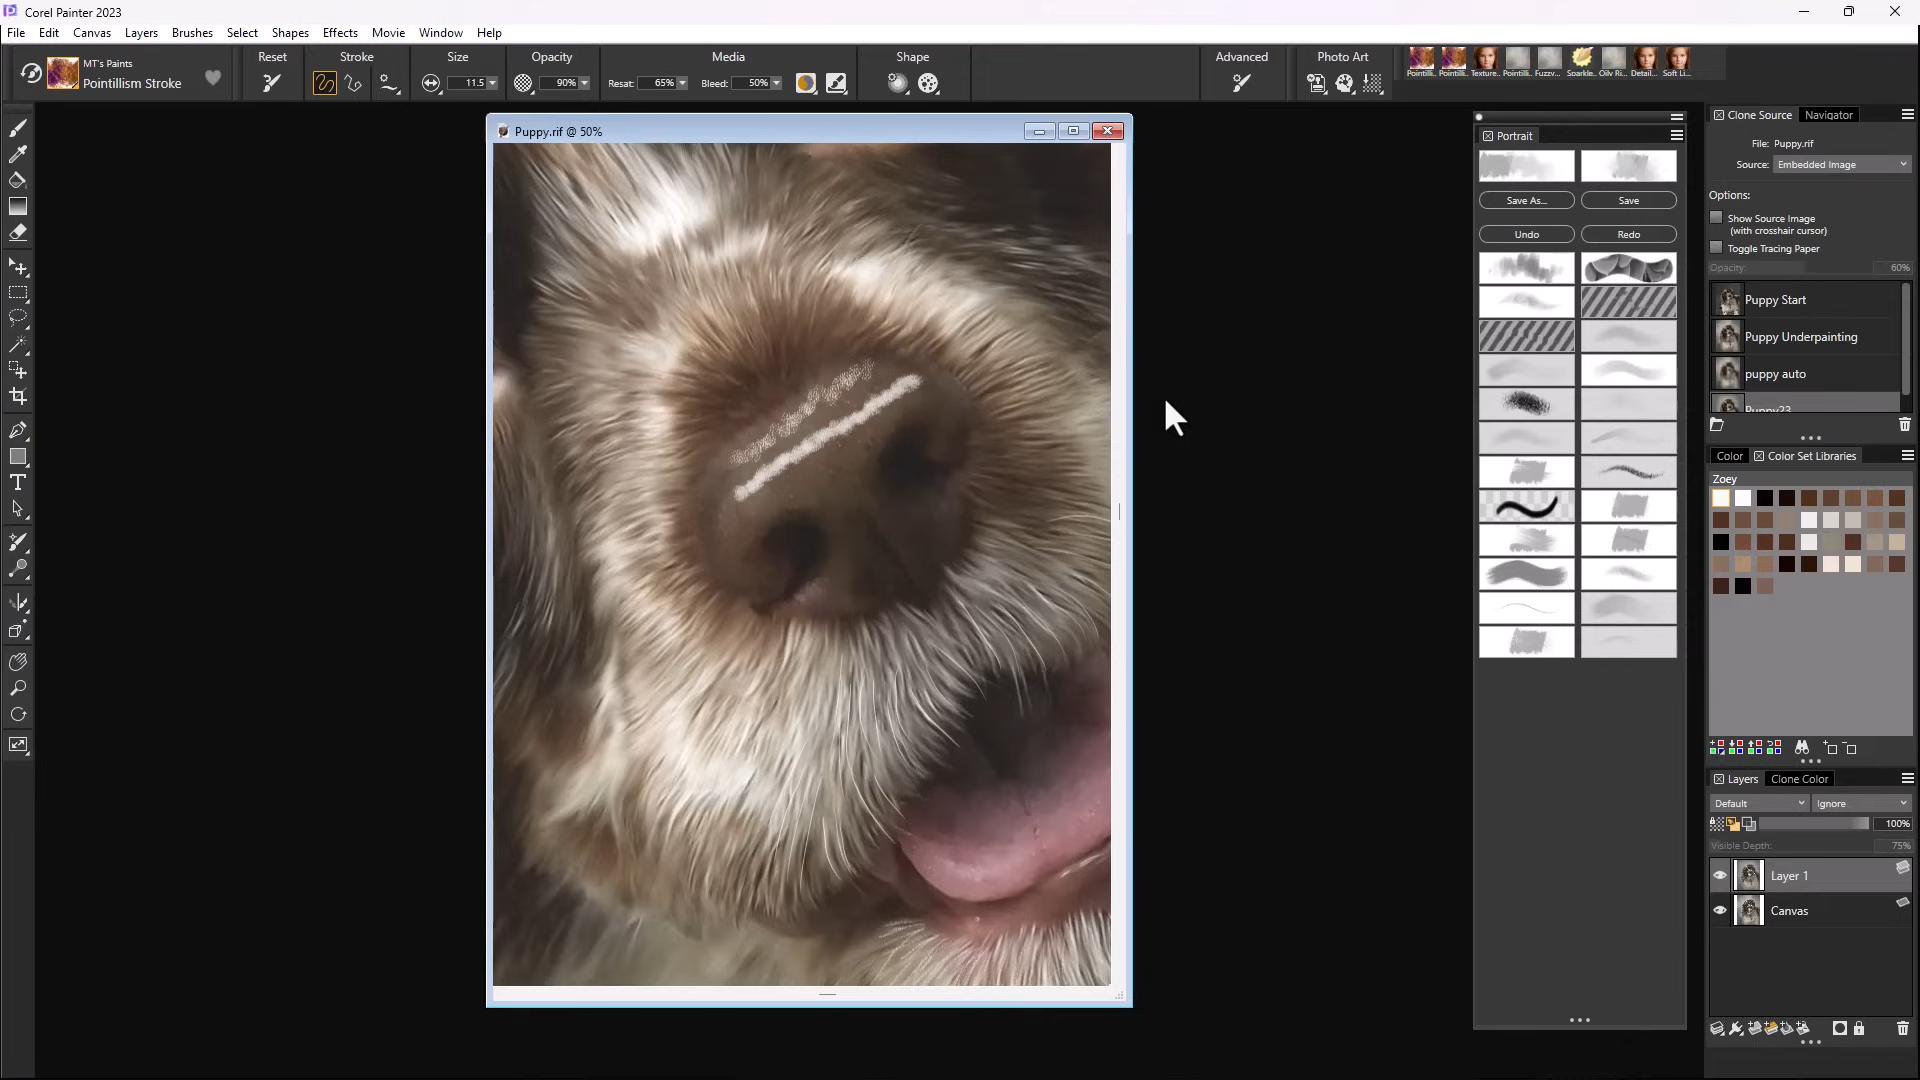 Corel Painter 2023
File Edit Canvas Layers Brushes Select Shapes Effects Movie Window Help
MT's Paints
Pointillism Stroke
Reset Stroke Size Opacity Media Shape Advanced Photo Art
11.5 90% Resat: 65% Bleed: 50%
Pointilli... Pointilli... Texture... Pointilli... Fuzzy... Sparkle... Oily Ri... Detail... Soft Li...
Puppy.rif @ 50%
Portrait
Save As... Save
Undo Redo
Clone Source Navigator
File: Puppy.rif
Source: Embedded Image
Options:
Show Source Image
(with crosshair cursor)
Toggle Tracing Paper
Opacity: 60%
Puppy Start
Puppy Underpainting
puppy auto
Puppy23
Color Color Set Libraries
Zoey
Layers Clone Color
Default Ignore
100%
Visible Depth: 75%
Layer 1
Canvas